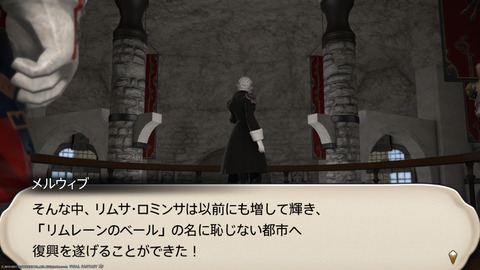 メルウィブ
そんな中、リムサ・ロミンサは以前にも増して輝き、
「リムレーンのベール」の名に恥じない都市へ
復興を遂げることができた！
FINAL FANTASY XIV